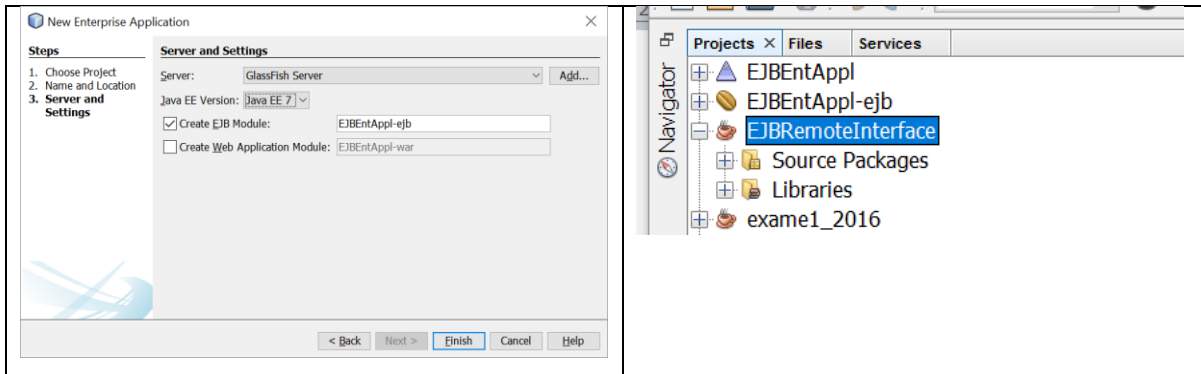 New Enterprise Application
Steps
1. Choose Project
2. Name and Location
3. Server and
Settings
Server and Settings
Server: GlassFish Server Add...
Java EE Version: Java EE 7
Create EJB Module: EJBEntAppl-ejb
Create Web Application Module: EJBEntAppl-war
< Back Next > Finish Cancel Help
Projects Files Services
Navigator
EJBEntAppl
EJBEntAppl-ejb
EJBRemoteInterface
Source Packages
Libraries
exame1_2016